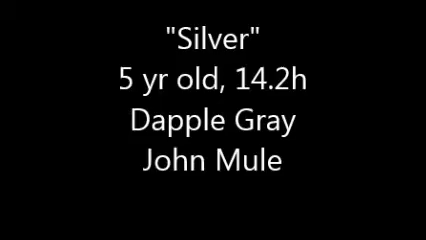 "Silver"
5 yr old, 14.2h
Dapple Gray
John Mule